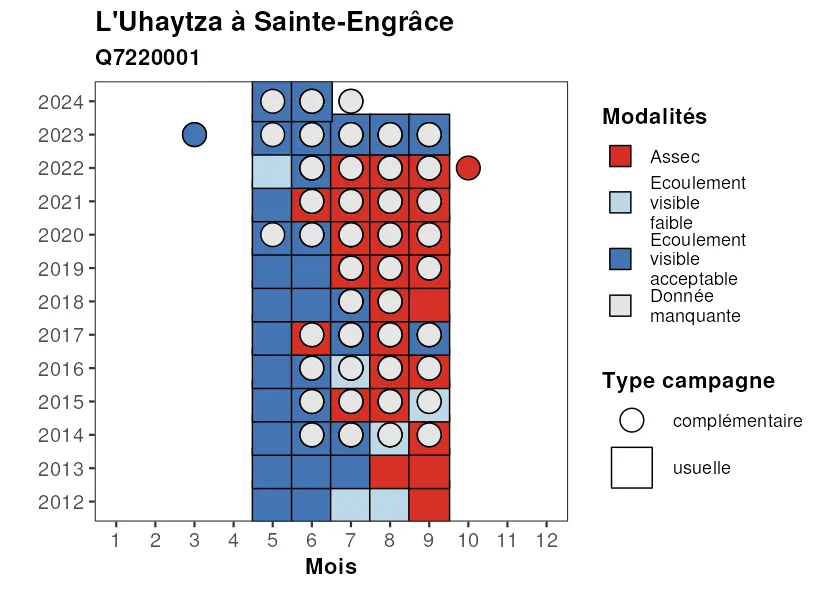 L'Uhaytza à Sainte-Engrâce
Q7220001
2024
2023
2022
2021
2020
2019
2018
2017
2016
2015
2014
2013
2012
1 2 3 4 5 6 7 8 9 10 11 12
Mois
Modalités
Assec
Ecoulement
visible
faible
Ecoulement
visible
acceptable
Donnée
manquante
Type campagne
complémentaire
usuelle